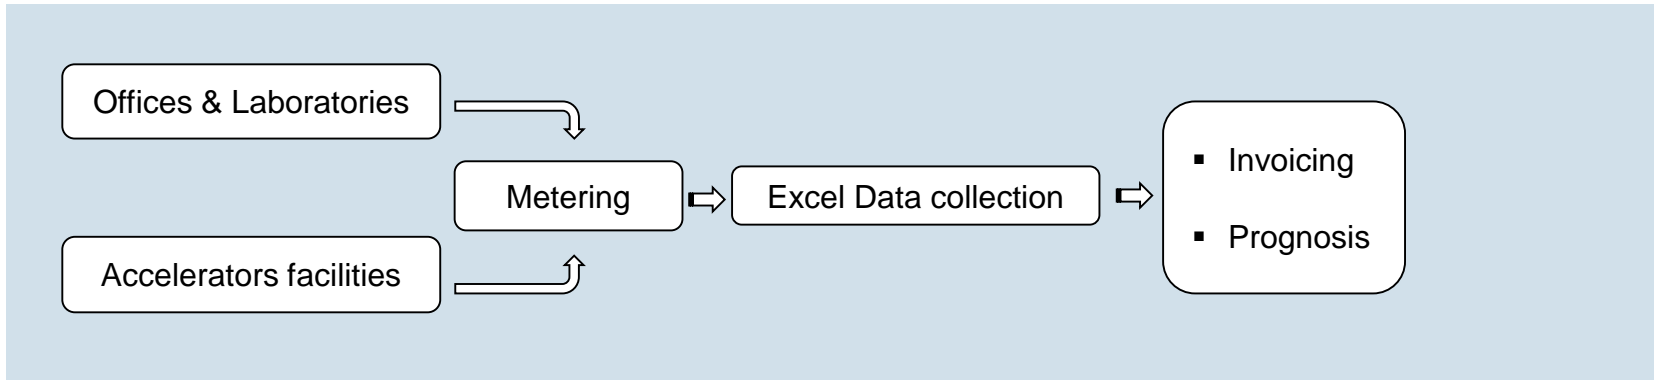 Offices & Laboratories
Accelerators facilities
Metering
Excel Data collection
▪ Invoicing
▪ Prognosis